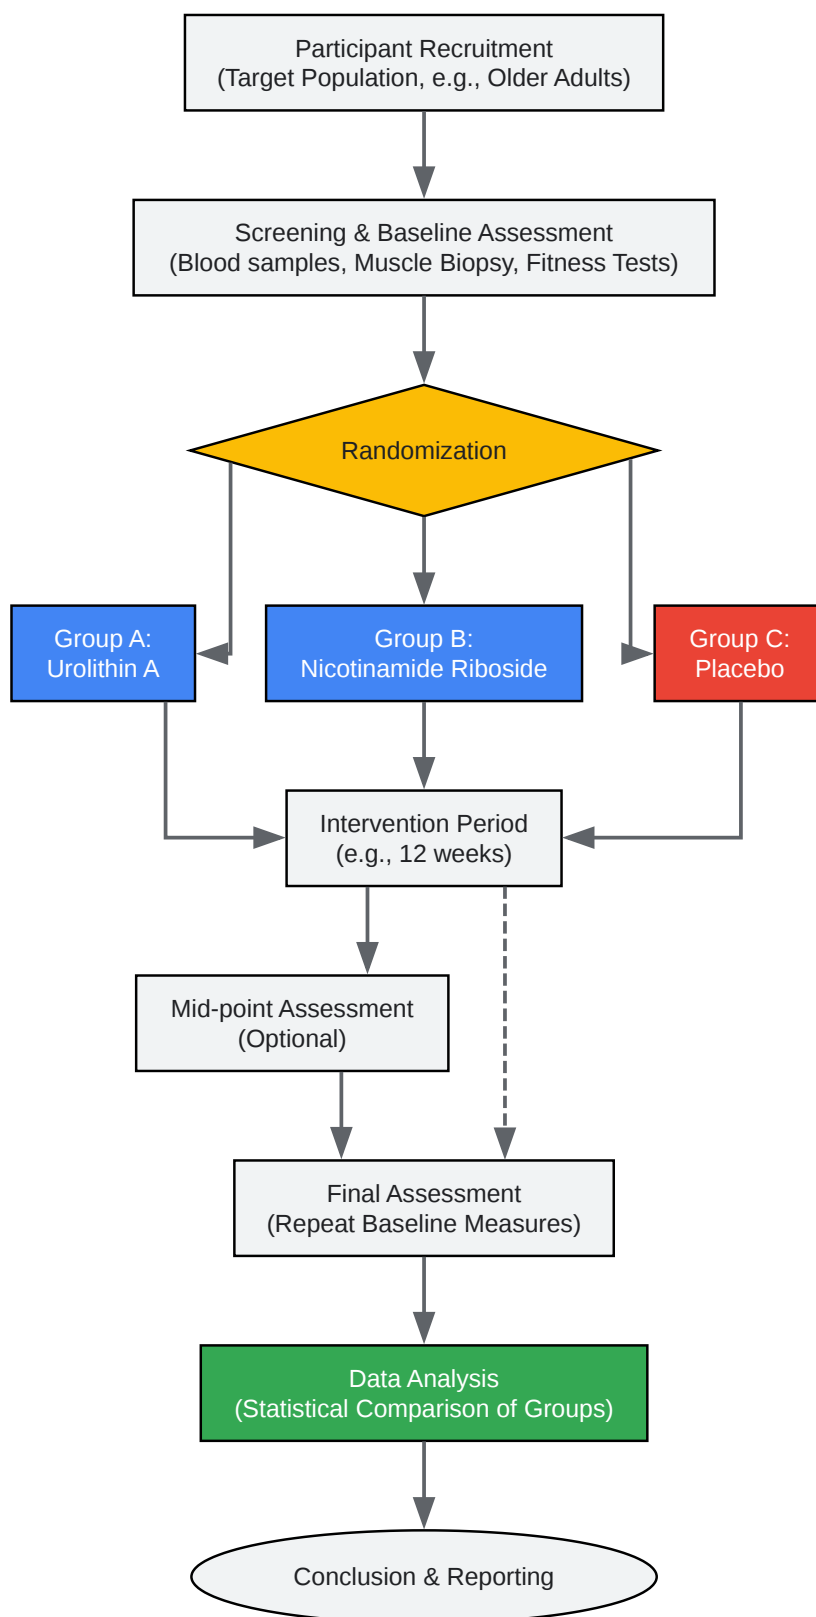 Participant Recruitment
(Target Population, e.g., Older Adults)
Screening & Baseline Assessment
(Blood samples, Muscle Biopsy, Fitness Tests)
Randomization
Group A:
Urolithin A
Group B:
Nicotinamide Riboside
Group C:
Placebo
Intervention Period
(e.g., 12 weeks)
Mid-point Assessment
(Optional)
Final Assessment
(Repeat Baseline Measures)
Data Analysis
(Statistical Comparison of Groups)
Conclusion & Reporting